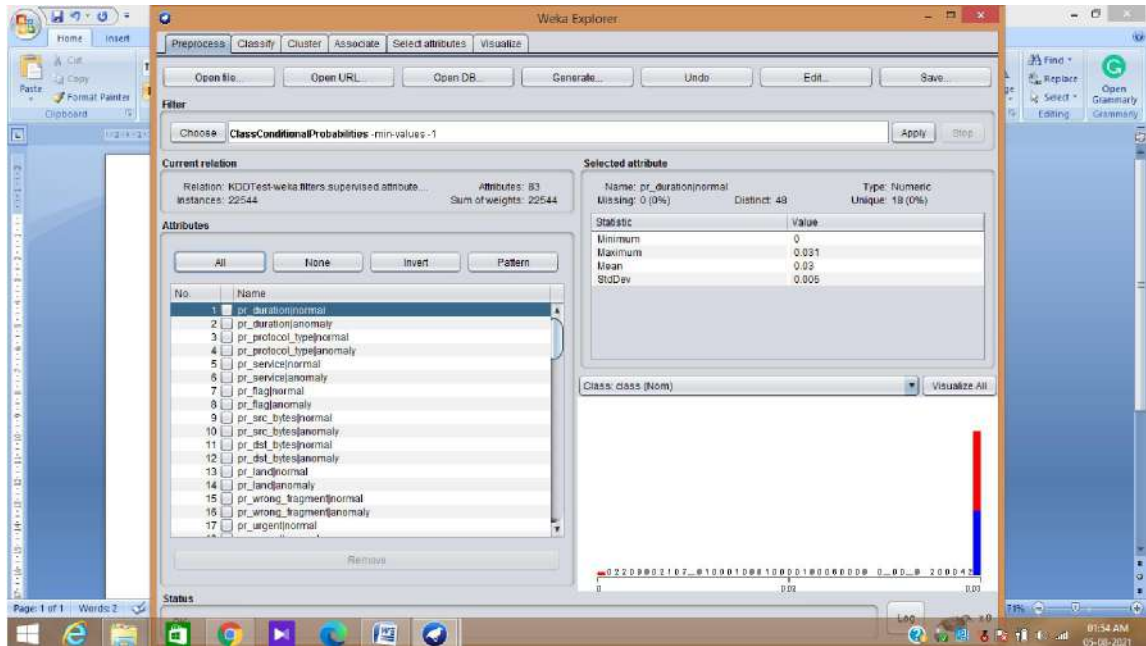 Weka Explorer
Home Insert
Preprocess Classify Cluster Associate Select attributes Visualize
Cut
Copy
Paste
Format Painter
Clipboard
Find
Replace
Select
Editing
Open Grammarly
Grammarly
Open file... Open URL... Open DB... Generate... Undo Edit... Save...
Filter
Choose ClassConditionalProbabilities -min-values -1 Apply Stop
Current relation
Relation: KDDTest-weka.filters.supervised.attribute... Attributes: 83
Instances: 22544 Sum of weights: 22544
Attributes
All None Invert Pattern
No. Name
1 pr_duration|normal
2 pr_duration|anomaly
3 pr_protocol_type|normal
4 pr_protocol_type|anomaly
5 pr_service|normal
6 pr_service|anomaly
7 pr_flag|normal
8 pr_flag|anomaly
9 pr_src_bytes|normal
10 pr_src_bytes|anomaly
11 pr_dst_bytes|normal
12 pr_dst_bytes|anomaly
13 pr_land|normal
14 pr_land|anomaly
15 pr_wrong_fragment|normal
16 pr_wrong_fragment|anomaly
17 pr_urgent|normal
Remove
Selected attribute
Name: pr_duration|normal Type: Numeric
Missing: 0 (0%) Distinct: 48 Unique: 18 (0%)
Statistic Value
Minimum 0
Maximum 0.031
Mean 0.03
StdDev 0.005
Class: class (Nom) Visualize All
0 0.02 0.03
Status
Log x 0
Page: 1 of 1 Words: 2
01:54 AM
05-08-2021